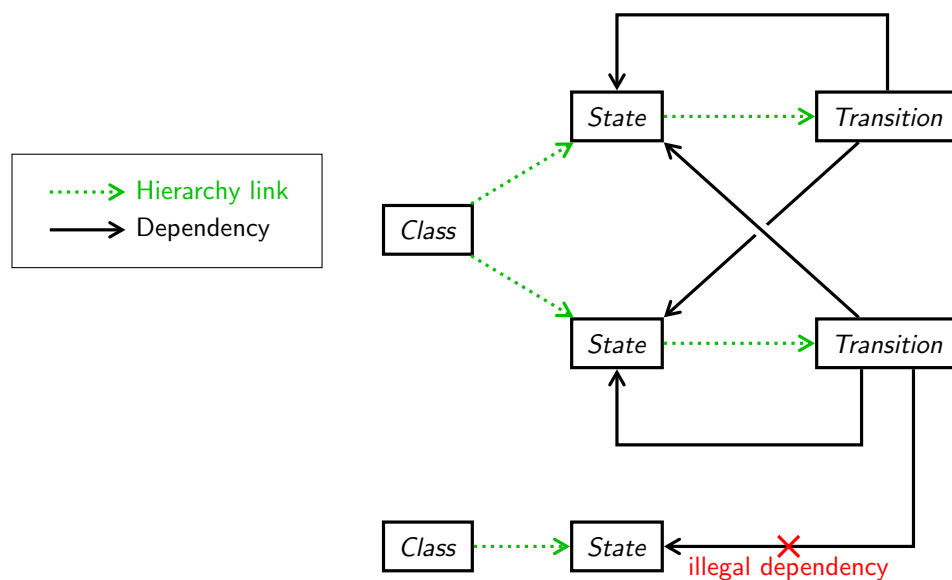 State
Transition
Hierarchy link
Dependency
Class
State
Transition
Class
State
illegal dependency